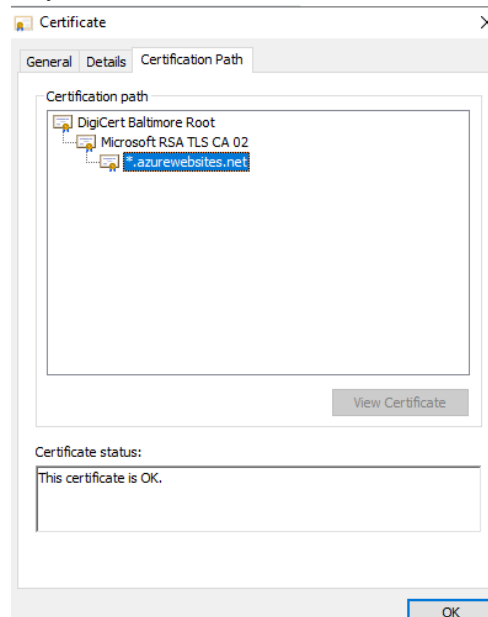 Certificate
General Details Certification Path
Certification path
DigiCert Baltimore Root
Microsoft RSA TLS CA 02
*.azurewebsites.net
View Certificate
Certificate status:
This certificate is OK.
OK